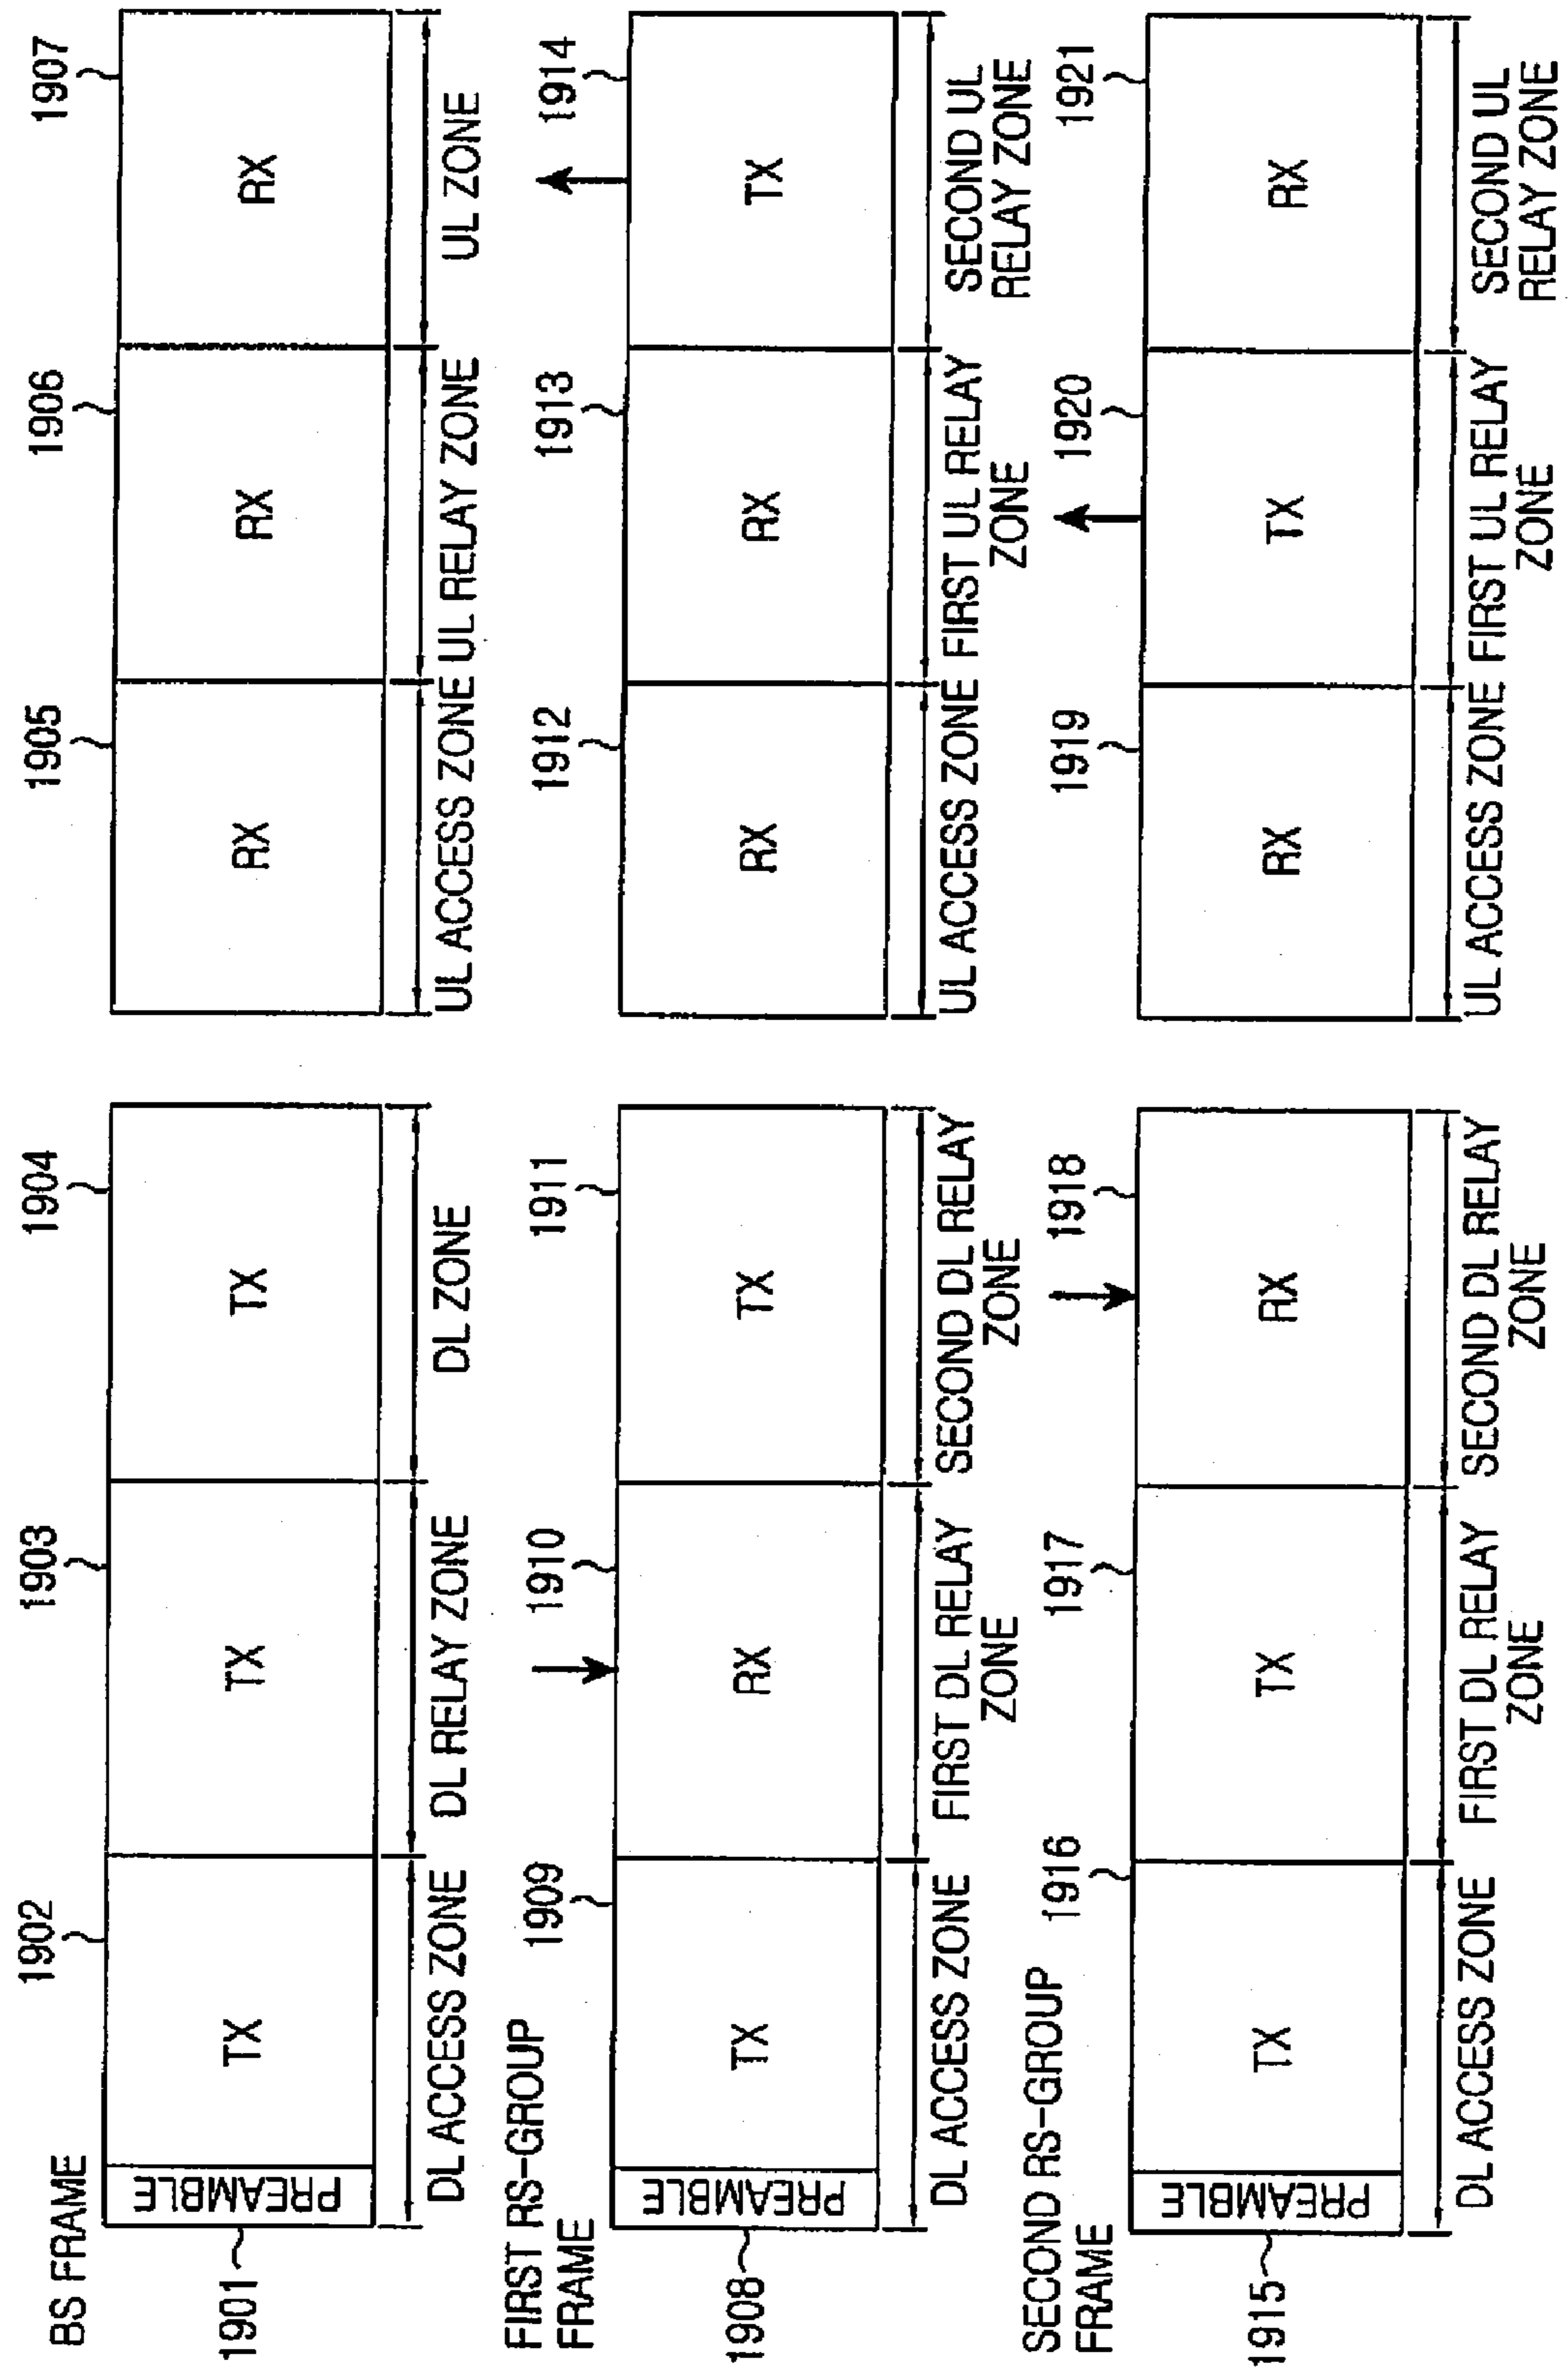 BS FRAME
1901
1902
1903
1904
1905
1906
1907
PREAMBLE
TX
TX
TX
RX
RX
RX
DL ACCESS ZONE
DL RELAY ZONE
DL ZONE
UL ACCESS ZONE
UL RELAY ZONE
UL ZONE
FIRST RS-GROUP
FRAME
1908
1909
1910
1911
1912
1913
1914
PREAMBLE
TX
RX
TX
RX
RX
TX
DL ACCESS ZONE
FIRST DL RELAY
ZONE
SECOND DL RELAY
ZONE
UL ACCESS ZONE
FIRST UL RELAY
ZONE
SECOND UL
RELAY ZONE
SECOND RS-GROUP
FRAME
1915
1916
1917
1918
1919
1920
1921
PREAMBLE
TX
TX
RX
RX
TX
RX
DL ACCESS ZONE
FIRST DL RELAY
ZONE
SECOND DL RELAY
ZONE
UL ACCESS ZONE
FIRST UL RELAY
ZONE
SECOND UL
RELAY ZONE